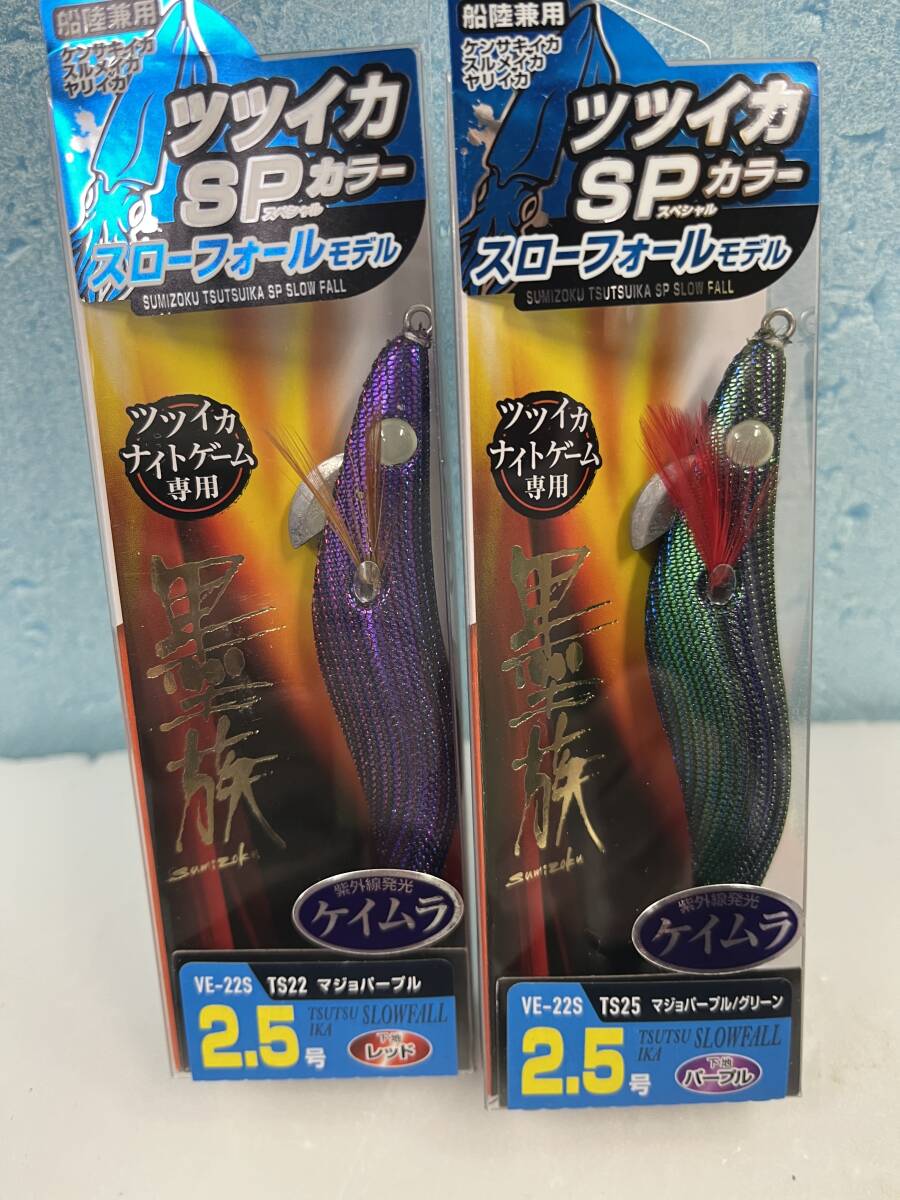 船陸兼用
ケンサキイカ
スルメイカ
ヤリイカ
ツツイカ
SPカラー
スペシャル
スローフォールモデル
SUMIZOKU TSUTSUIKA SP SLOW FALL
ツツイカ
ナイトゲーム
専用
墨族
sumizoku
紫外線発光
ケイムラ
VE-22S TS22 マジョパープル
2.5号
TSUTSU SLOWFALL
IKA
下地
レッド
船陸兼用
ケンサキイカ
スルメイカ
ヤリイカ
ツツイカ
SPカラー
スペシャル
スローフォールモデル
SUMIZOKU TSUTSUIKA SP SLOW FALL
ツツイカ
ナイトゲーム
専用
墨族
sumizoku
紫外線発光
ケイムラ
VE-22S TS25 マジョパープル/グリーン
2.5号
TSUTSU SLOWFALL
IKA
下地
パープル